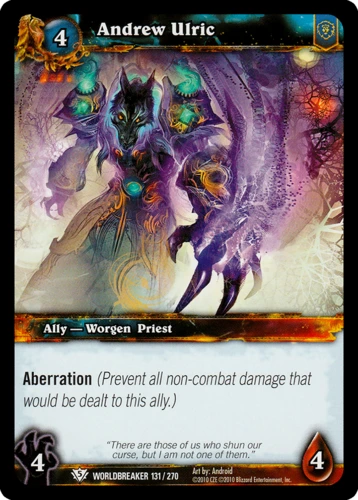 4
Andrew Ulric
Ally — Worgen Priest
Aberration (Prevent all non-combat damage that
would be dealt to this ally.)
"There are those of us who shun our
curse, but I am not one of them."
4
WORLDBREAKER 131/270
Art by: Android
©2010 CZE ©2010 Blizzard Entertainment, Inc.
4